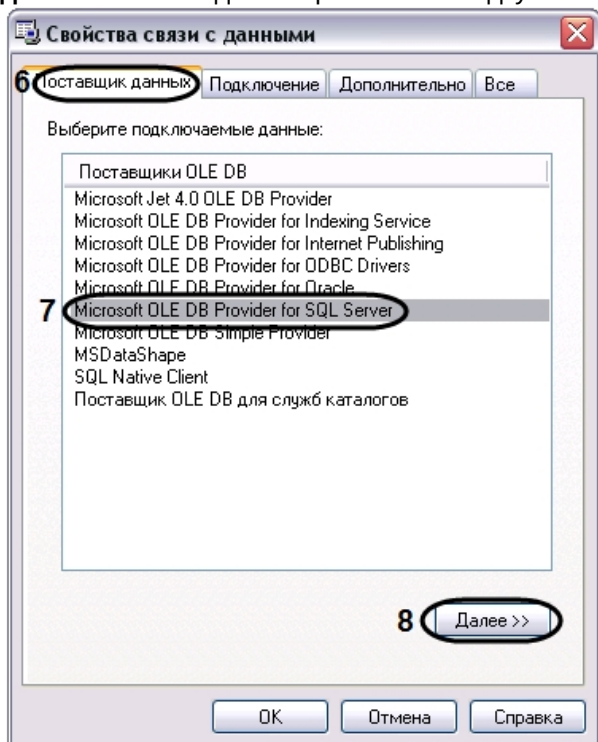 Свойства связи с данными
6 Поставщик данных Подключение Дополнительно Все
Выберите подключаемые данные:
Поставщики OLE DB
Microsoft Jet 4.0 OLE DB Provider
Microsoft OLE DB Provider for Indexing Service
Microsoft OLE DB Provider for Internet Publishing
Microsoft OLE DB Provider for ODBC Drivers
Microsoft OLE DB Provider for Oracle
7 Microsoft OLE DB Provider for SQL Server
Microsoft OLE DB Simple Provider
MSDataShape
SQL Native Client
Поставщик OLE DB для служб каталогов
8 Далее >>
OK Отмена Справка